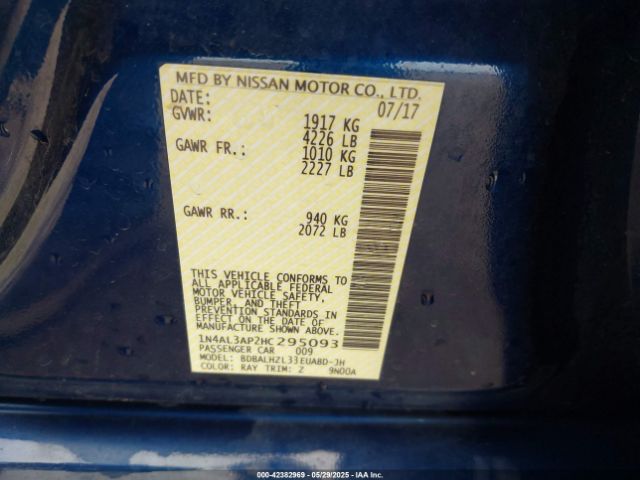 MFD BY NISSAN MOTOR CO., LTD.
DATE: 07/17
GVWR: 1917 KG
4226 LB
GAWR FR.: 1010 KG
2227 LB
GAWR RR.: 940 KG
2072 LB
THIS VEHICLE CONFORMS TO
ALL APPLICABLE FEDERAL
MOTOR VEHICLE SAFETY,
BUMPER, AND THEFT
PREVENTION STANDARDS IN
EFFECT ON THE DATE OF
MANUFACTURE SHOWN ABOVE.
1N4AL3AP2HC295093
PASSENGER CAR 009
MODEL: BDBALHZL33EUABD-JH
COLOR: RAY TRIM: Z 9N00A
000-42382969 - 05/29/2025 - IAA